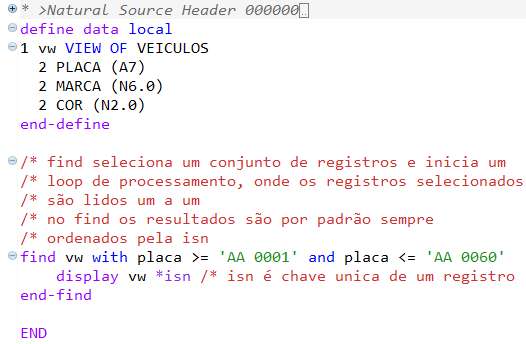 * >Natural Source Header 000000..
define data local
1 vw VIEW OF VEICULOS
2 PLACA (A7)
2 MARCA (N6.0)
2 COR (N2.0)
end-define
/* find seleciona um conjunto de registros e inicia um
/* loop de processamento, onde os registros selecionados
/* são lidos um a um
/* no find os resultados são por padrão sempre
/* ordenados pela isn
find vw with placa >= 'AA 0001' and placa <= 'AA 0060'
display vw *isn /* isn é chave unica de um registro
end-find
END